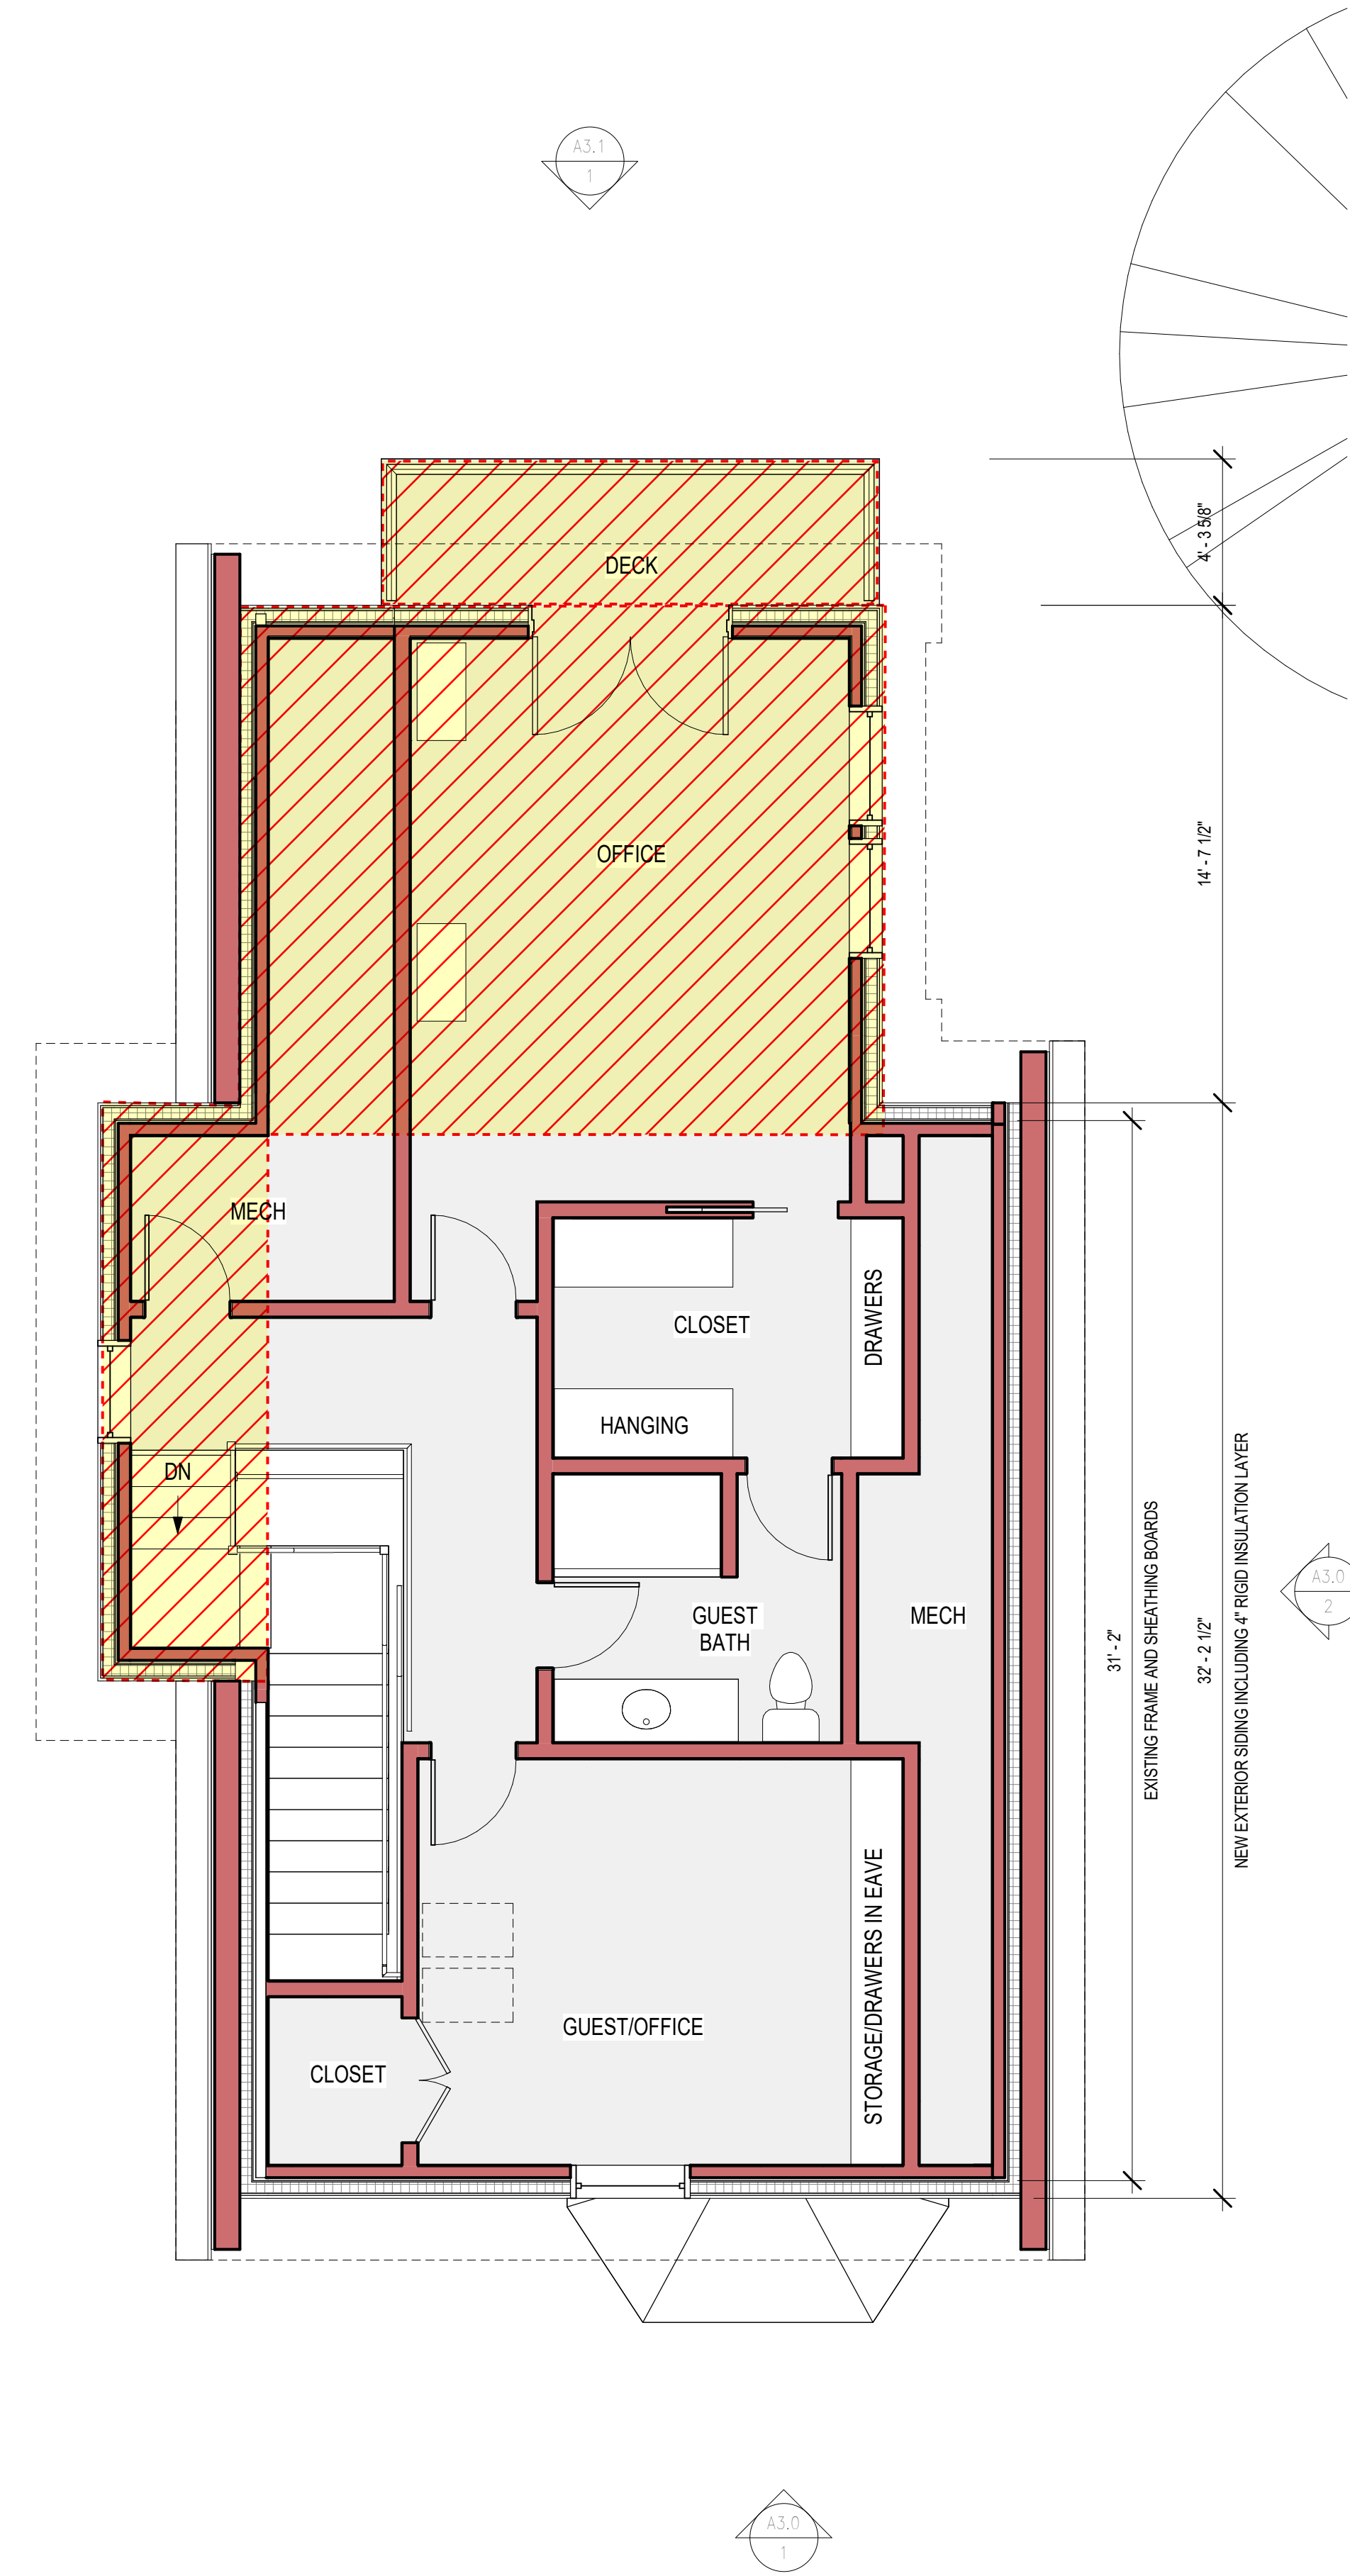 A3.1
1
4' - 3 5/8"
DECK
14' - 7 1/2"
OFFICE
MECH
DRAWERS
CLOSET
HANGING
DN
GUEST
BATH
MECH
31' - 2"
EXISTING FRAME AND SHEATHING BOARDS
32' - 2 1/2"
NEW EXTERIOR SIDING INCLUDING 4" RIGID INSULATION LAYER
A3.0
2
STORAGE/DRAWERS IN EAVE
GUEST/OFFICE
CLOSET
A3.0
1